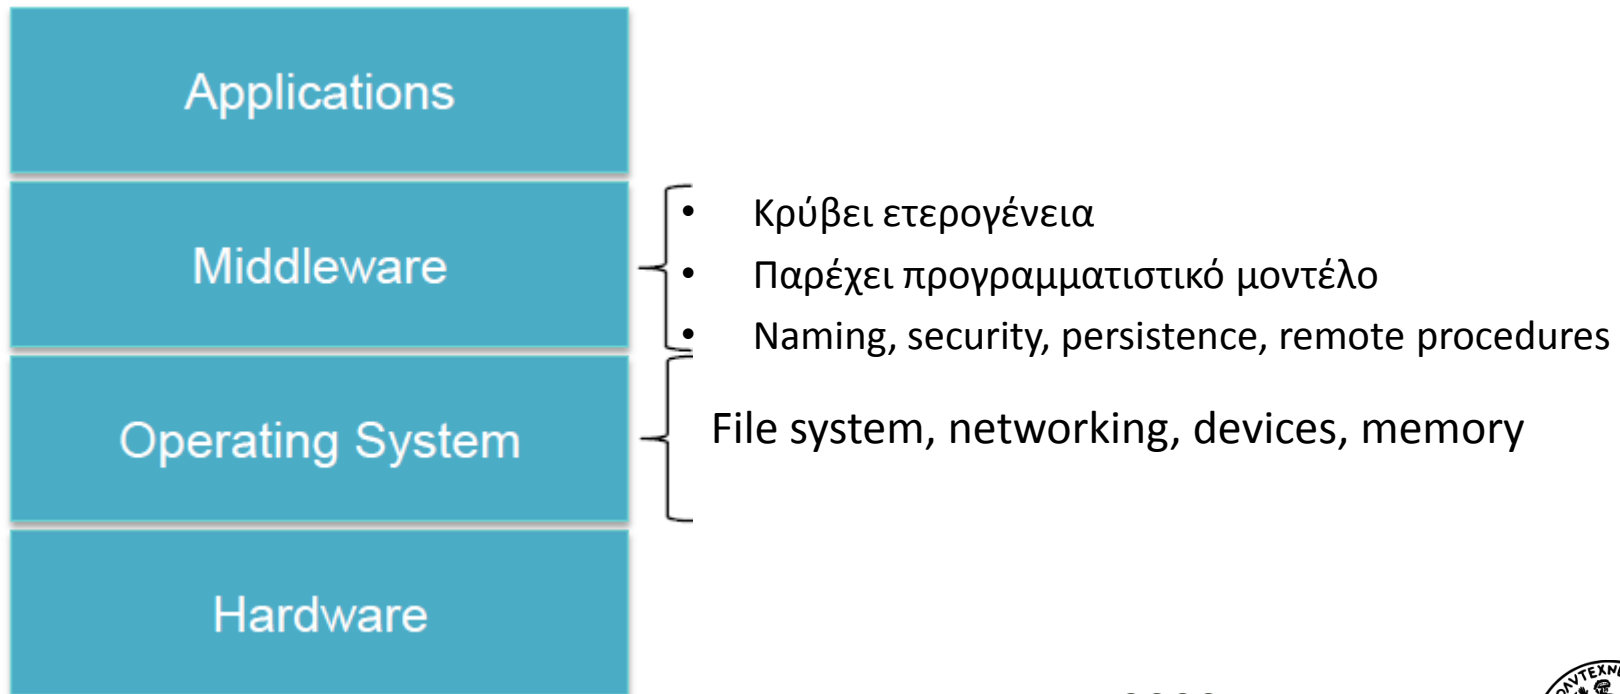 Applications
Middleware
• Κρύβει ετερογένεια
• Παρέχει προγραμματιστικό μοντέλο
• Naming, security, persistence, remote procedures
Operating System
File system, networking, devices, memory
Hardware